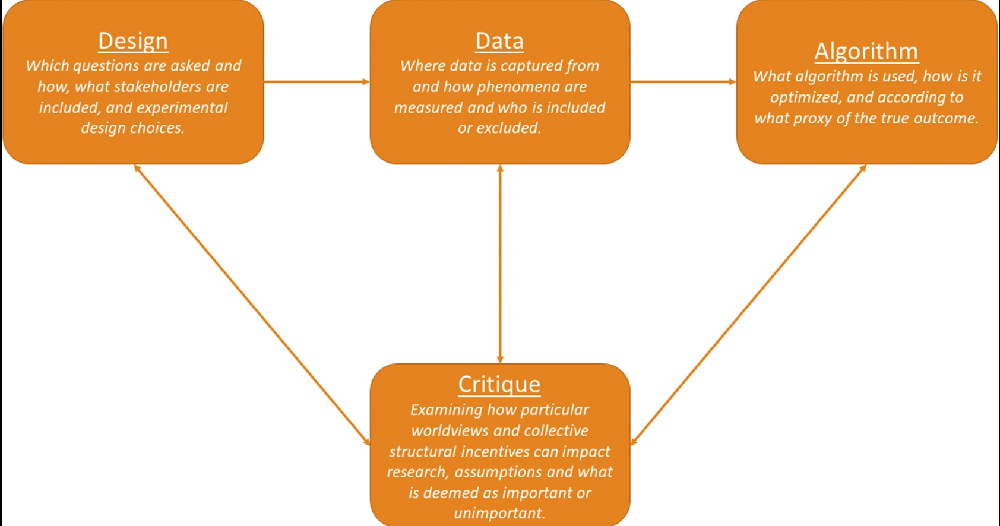 Design
Which questions are asked and
how, what stakeholders are
included, and experimental
design choices.
Data
Where data is captured from
and how phenomena are
measured and who is included
or excluded.
Algorithm
What algorithm is used, how is it
optimized, and according to
what proxy of the true outcome.
Critique
Examining how particular
worldviews and collective
structural incentives can impact
research, assumptions and what
is deemed as important or
unimportant.